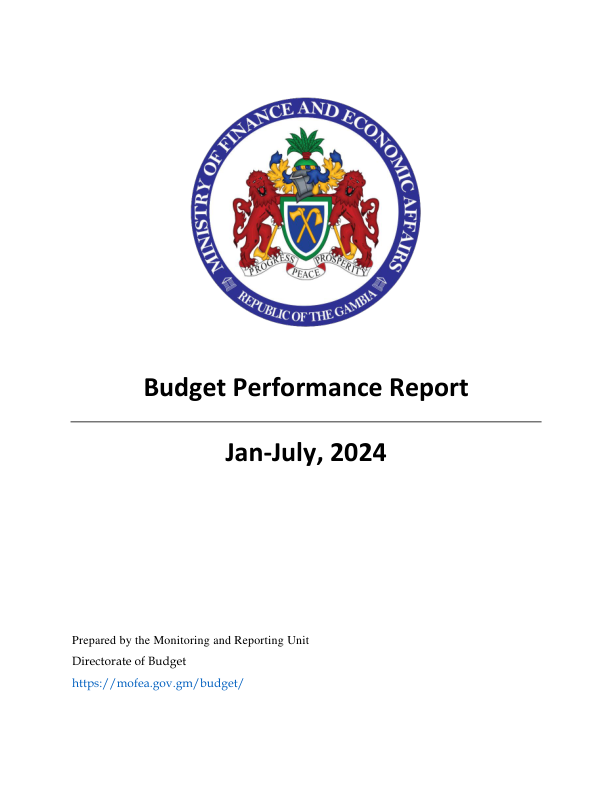 MINISTRY OF FINANCE AND ECONOMIC AFFAIRS
PROGRESS PEACE PROSPERITY
REPUBLIC OF THE GAMBIA
Budget Performance Report
Jan-July, 2024
Prepared by the Monitoring and Reporting Unit
Directorate of Budget
https://mofea.gov.gm/budget/